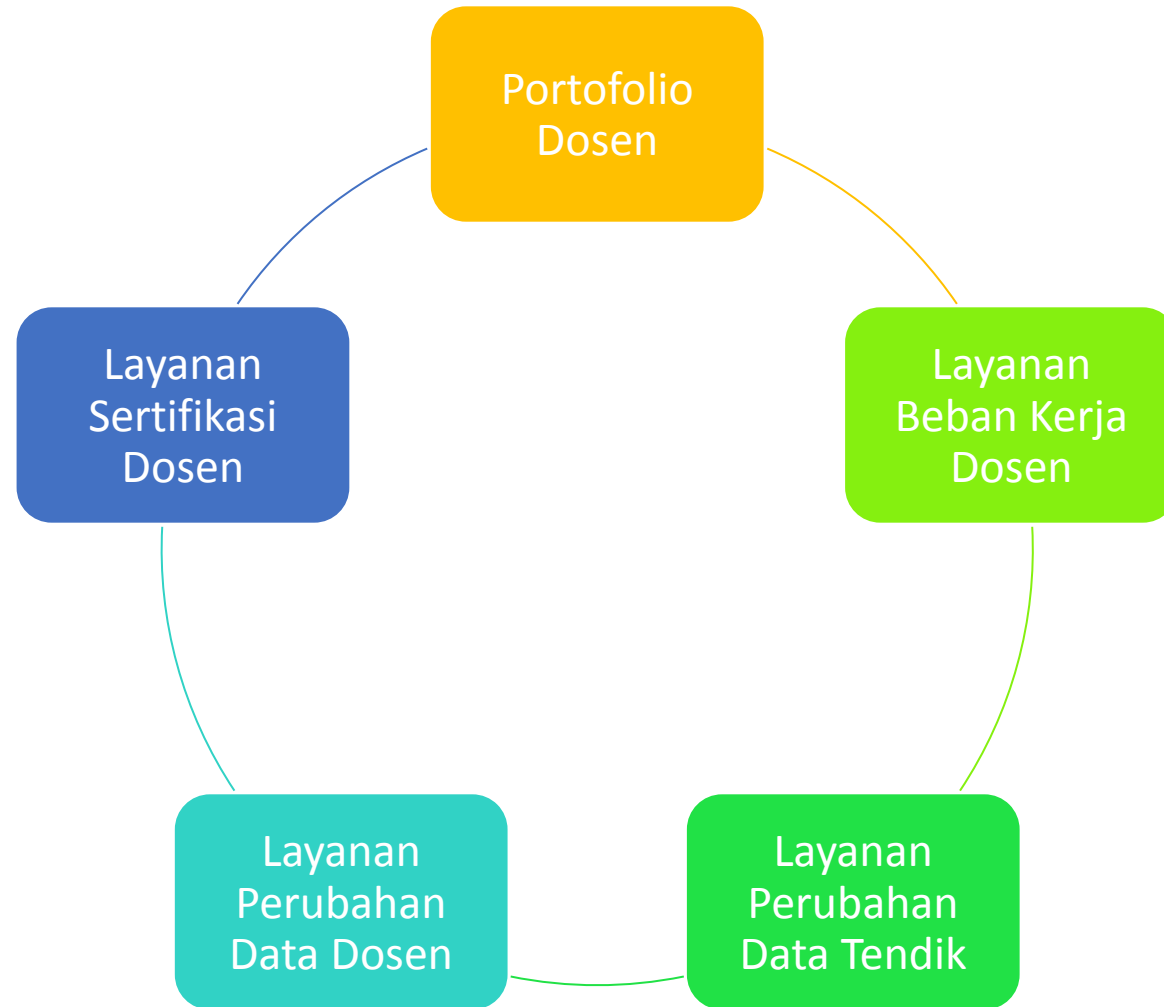 Portofolio
Dosen
Layanan
Beban Kerja
Dosen
Layanan
Perubahan
Data Tendik
Layanan
Perubahan
Data Dosen
Layanan
Sertifikasi
Dosen